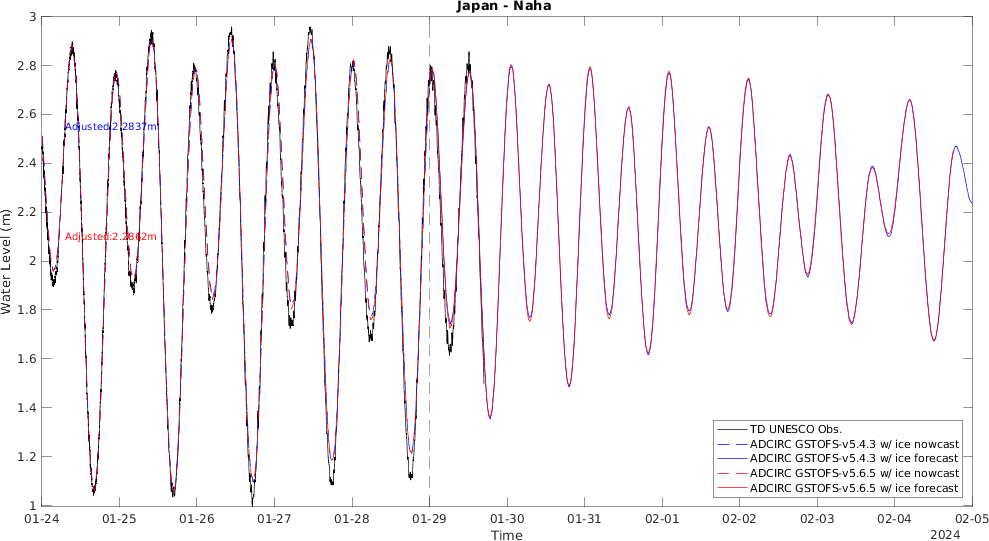 Japan - Naha
3
2.8
2.6
2.4
2.2
2
1.8
1.6
1.4
1.2
1
Water Level (m)
Adjusted:2.2837m
Adjusted:2.2862m
TD UNESCO Obs.
ADCIRC GSTOFS-v5.4.3 w/ ice nowcast
ADCIRC GSTOFS-v5.4.3 w/ ice forecast
ADCIRC GSTOFS-v5.6.5 w/ ice nowcast
ADCIRC GSTOFS-v5.6.5 w/ ice forecast
01-24 01-25 01-26 01-27 01-28 01-29 01-30 01-31 02-01 02-02 02-03 02-04 02-05
Time
2024